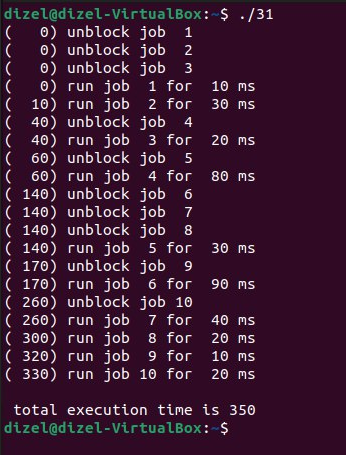 dizel@dizel-VirtualBox:~$ ./31
(   0) unblock job  1
(   0) unblock job  2
(   0) unblock job  3
(   0) run job  1 for  10 ms
(  10) run job  2 for  30 ms
(  40) unblock job  4
(  40) run job  3 for  20 ms
(  60) unblock job  5
(  60) run job  4 for  80 ms
( 140) unblock job  6
( 140) unblock job  7
( 140) unblock job  8
( 140) run job  5 for  30 ms
( 170) unblock job  9
( 170) run job  6 for  90 ms
( 260) unblock job 10
( 260) run job  7 for  40 ms
( 300) run job  8 for  20 ms
( 320) run job  9 for  10 ms
( 330) run job 10 for  20 ms

 total execution time is 350
dizel@dizel-VirtualBox:~$